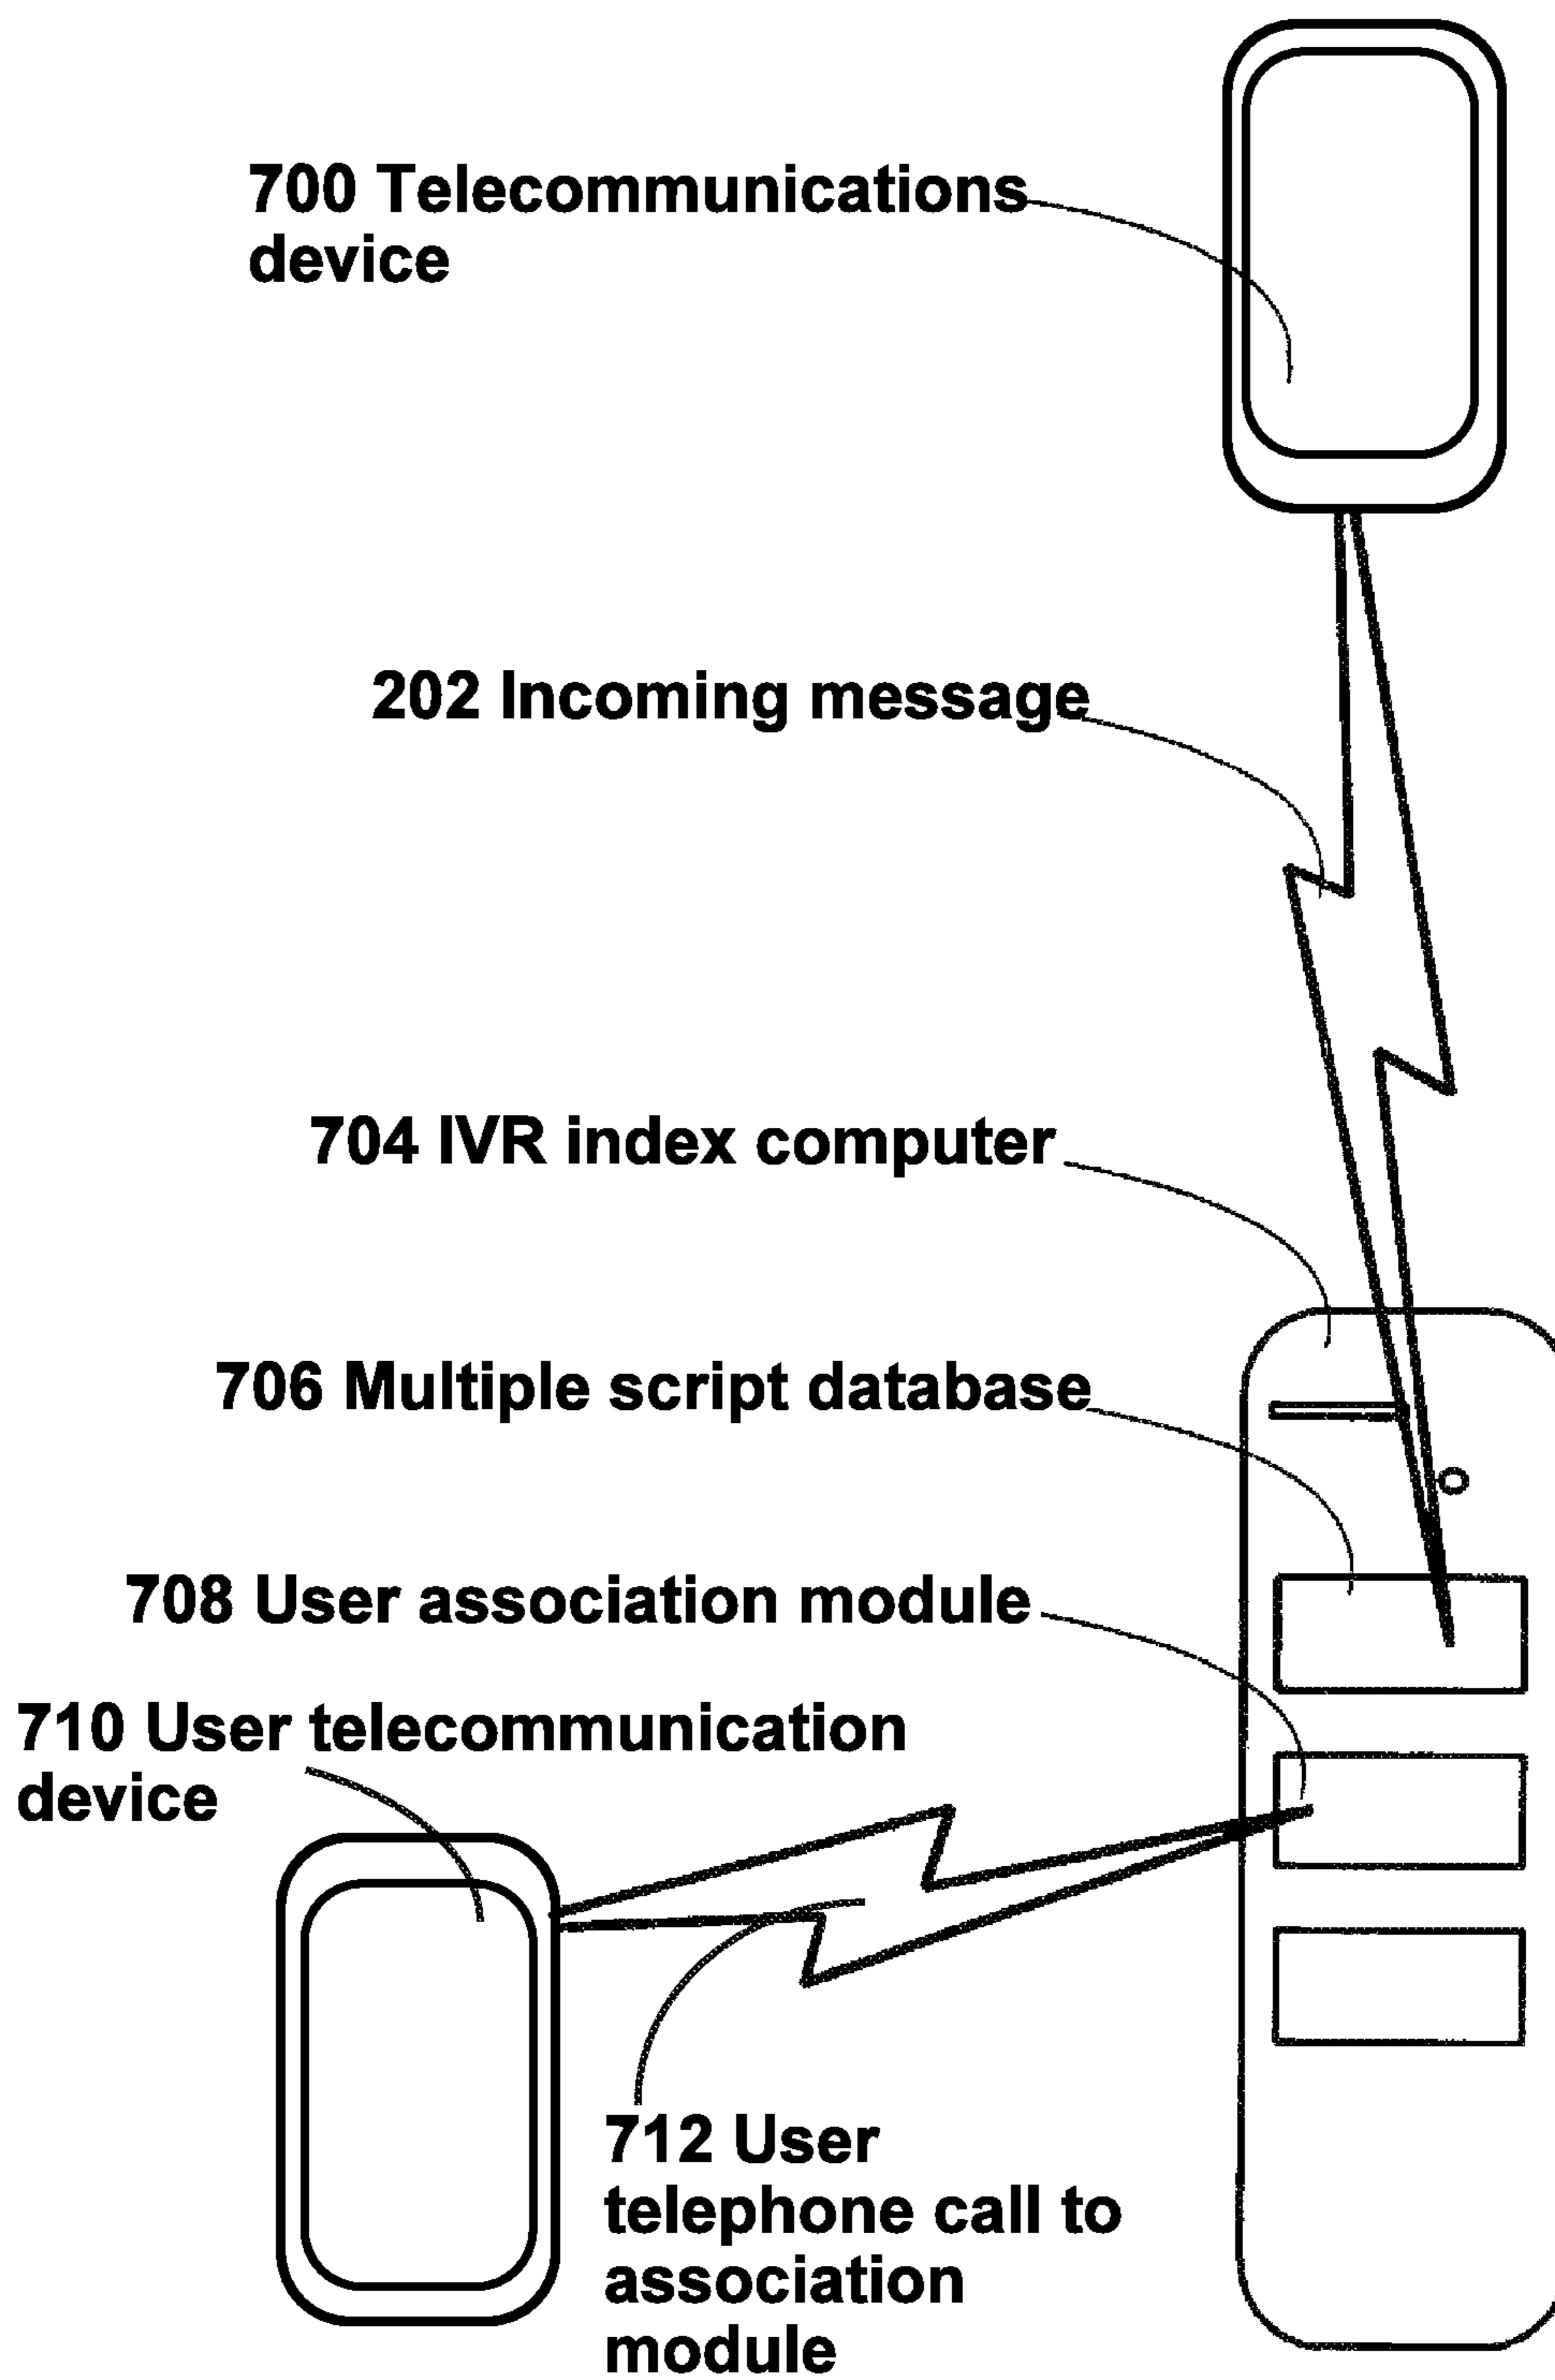 700 Telecommunications
device
202 Incoming message
704 IVR index computer
706 Multiple script database
708 User association module
710 User telecommunication
device
712 User
telephone call to
association
module